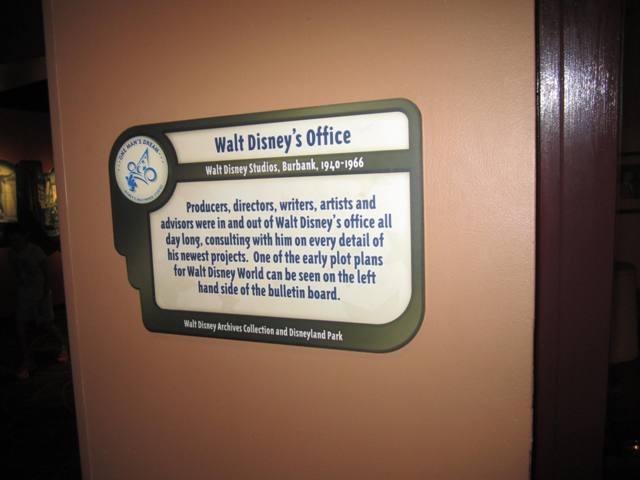 ONE MAN'S DREAM
Walt Disney's Office
Walt Disney Studios, Burbank, 1940-1966
Producers, directors, writers, artists and
advisors were in and out of Walt Disney's office all
day long, consulting with him on every detail of
his newest projects. One of the early plot plans
for Walt Disney World can be seen on the left
hand side of the bulletin board.
Walt Disney Archives Collection and Disneyland Park